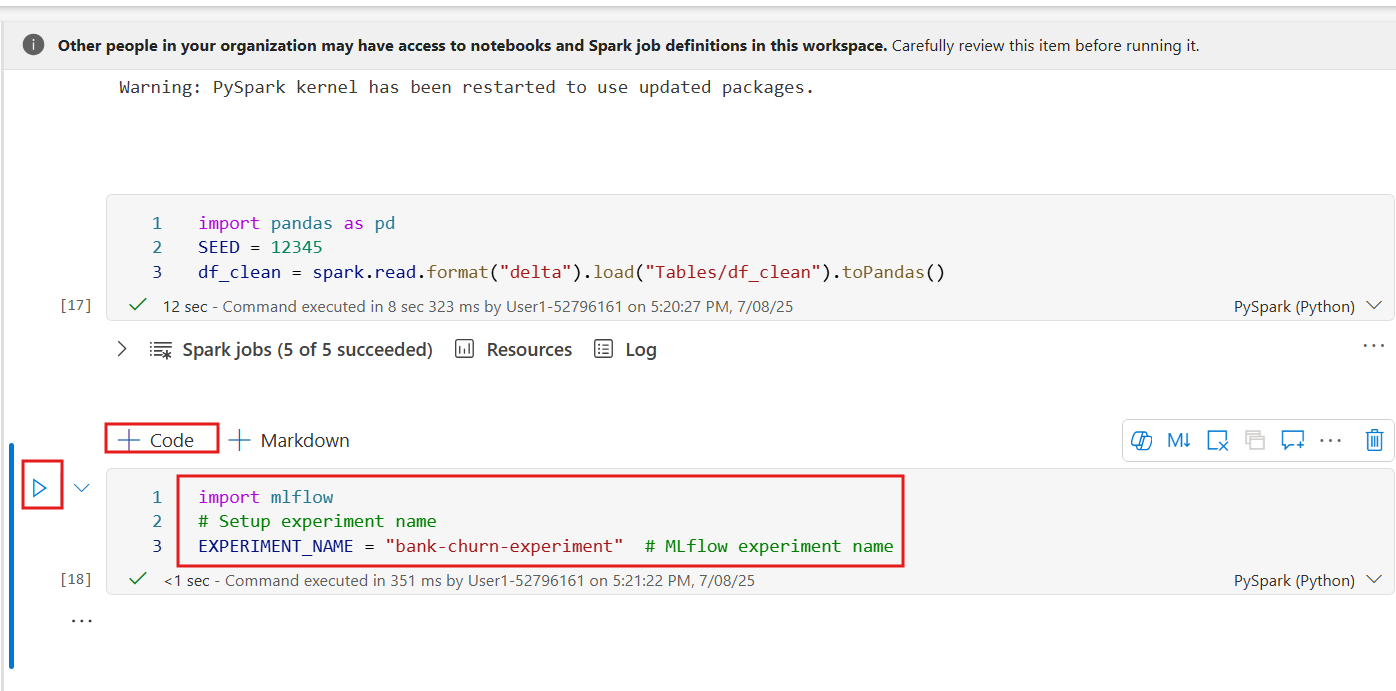 Other people in your organization may have access to notebooks and Spark job definitions in this workspace. Carefully review this item before running it.
Warning: PySpark kernel has been restarted to use updated packages.
1 import pandas as pd
2 SEED = 12345
3 df_clean = spark.read.format("delta").load("Tables/df_clean").toPandas()
[17] 12 sec - Command executed in 8 sec 323 ms by User1-52796161 on 5:20:27 PM, 7/08/25 PySpark (Python)
Spark jobs (5 of 5 succeeded) Resources Log ...
+ Code + Markdown M↓ ...
1 import mlflow
2 # Setup experiment name
3 EXPERIMENT_NAME = "bank-churn-experiment" # MLflow experiment name
[18] <1 sec - Command executed in 351 ms by User1-52796161 on 5:21:22 PM, 7/08/25 PySpark (Python)
...